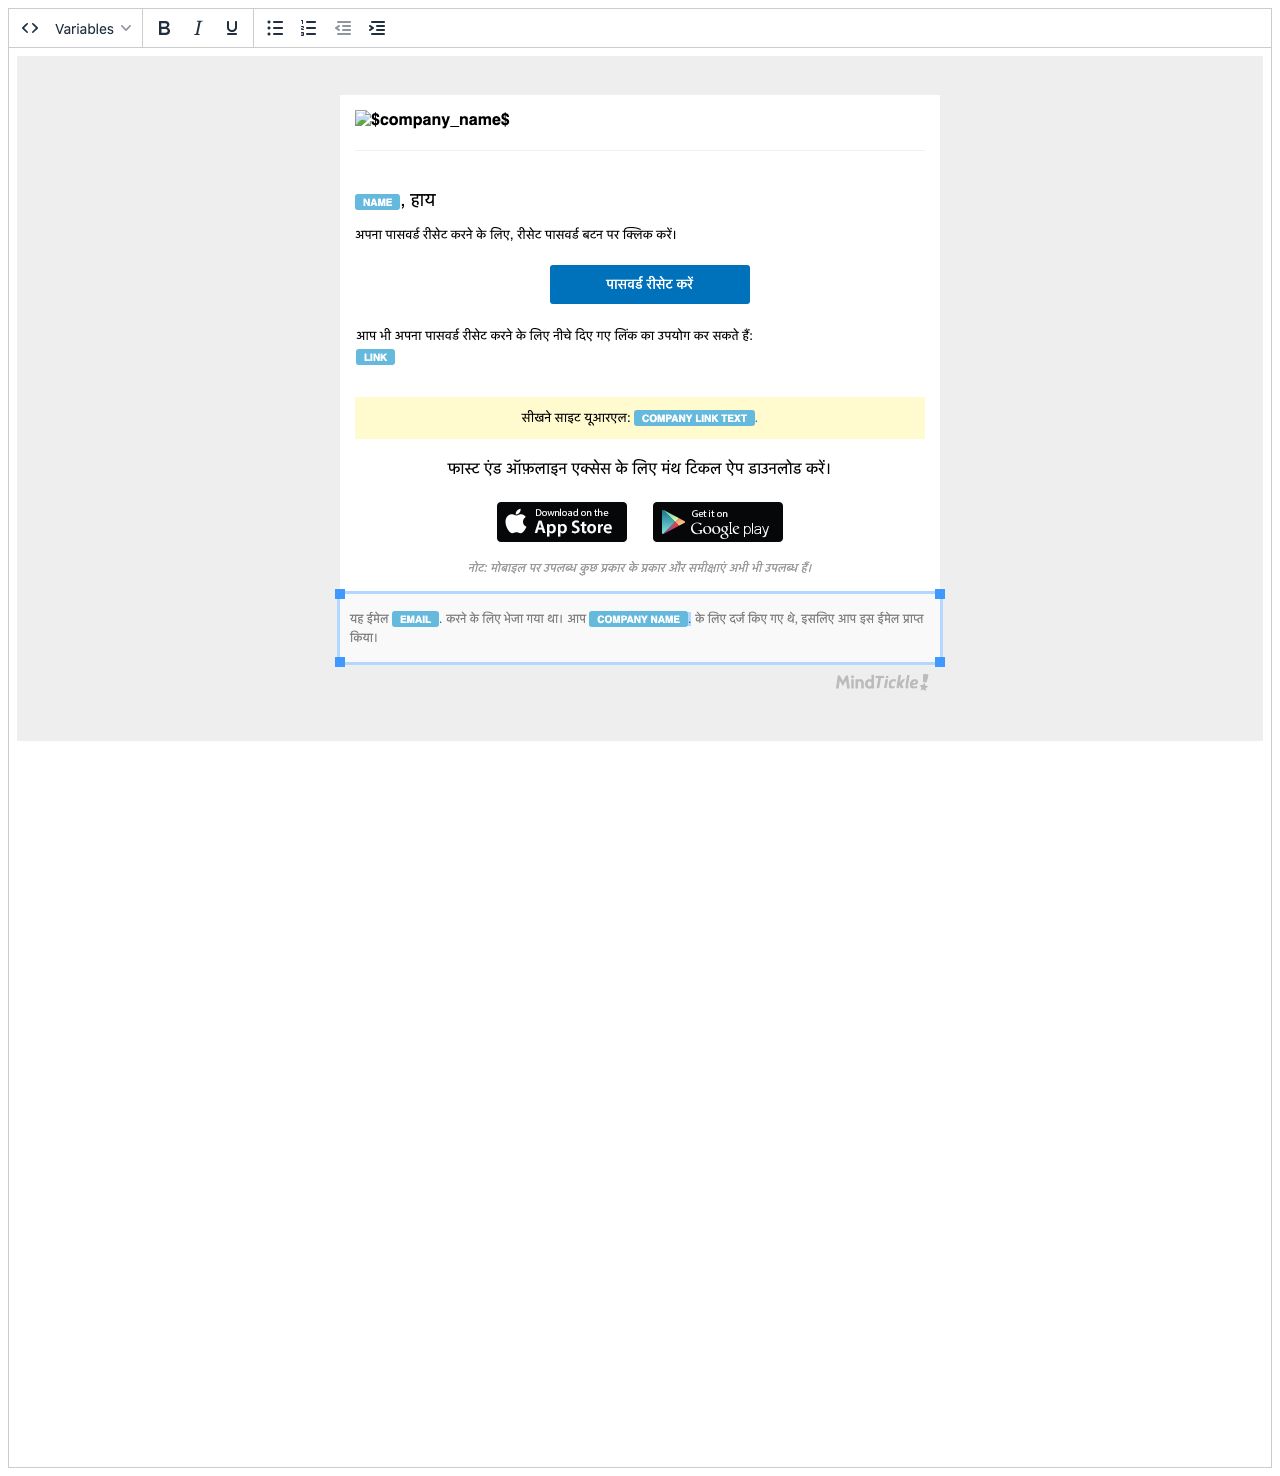 Variables B I U
$company_name$
NAME , हाय
अपना पासवर्ड रीसेट करने के लिए, रीसेट पासवर्ड बटन पर क्लिक करें।
पासवर्ड रीसेट करें
आप भी अपना पासवर्ड रीसेट करने के लिए नीचे दिए गए लिंक का उपयोग कर सकते हैं:
LINK
सीखने साइट यूआरएल: COMPANY LINK TEXT .
फास्ट एंड ऑफ़लाइन एक्सेस के लिए मंथ टिकल ऐप डाउनलोड करें।
Download on the
App Store
Get it on
Google play
नोट: मोबाइल पर उपलब्ध कुछ प्रकार के प्रकार और समीक्षाएं अभी भी उपलब्ध हैं।
यह ईमेल EMAIL . करने के लिए भेजा गया था। आप COMPANY NAME . के लिए दर्ज किए गए थे, इसलिए आप इस ईमेल प्राप्त
किया।
MindTickle!